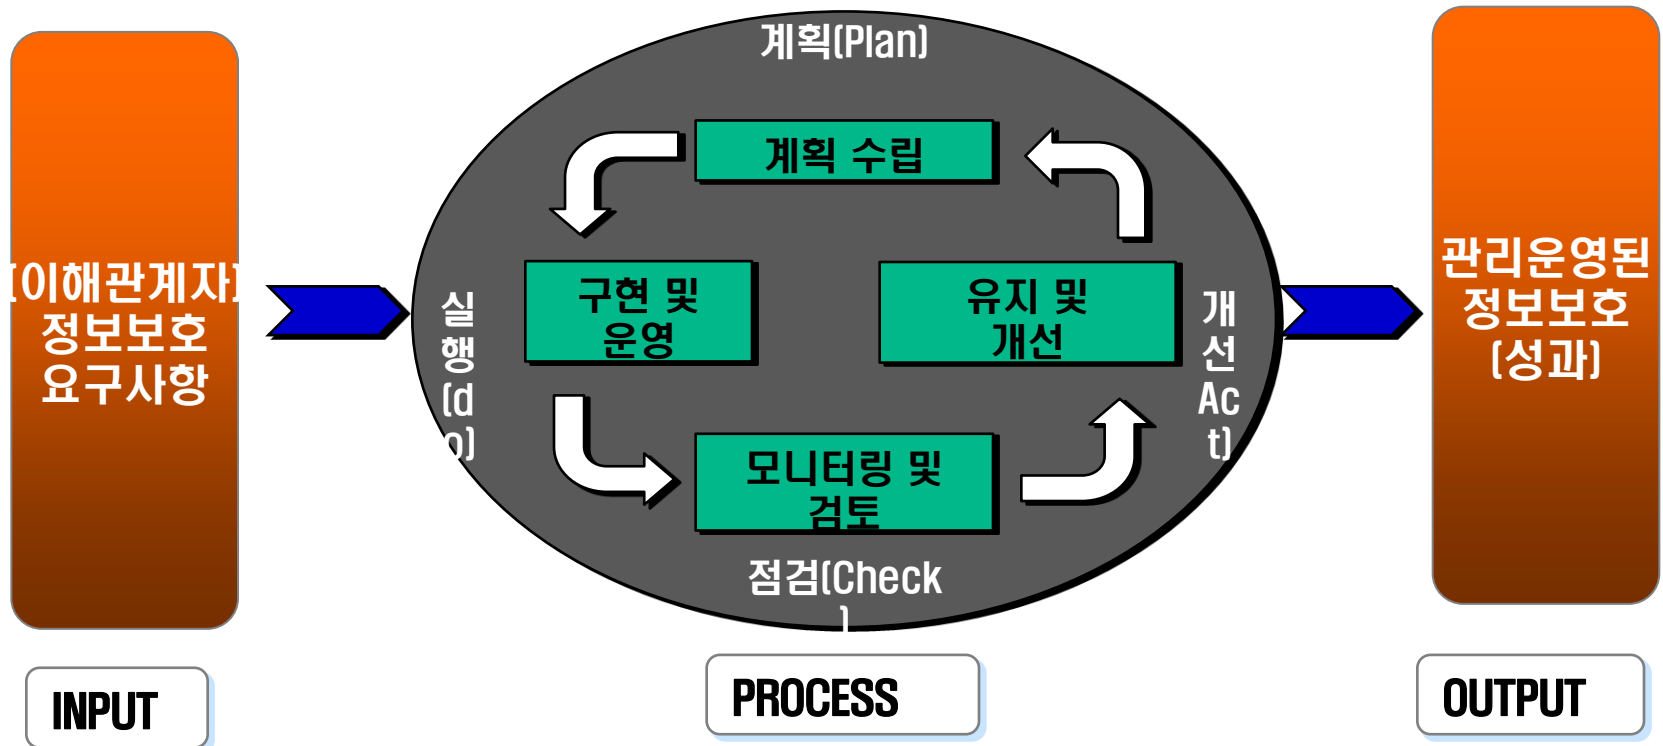 (이해관계자)
정보보호
요구사항
INPUT
계획(Plan)
계획 수립
구현 및
운영
유지 및
개선
모니터링 및
검토
실
행
(d
o)
개
선
Ac
t)
점검(Check
)
PROCESS
관리운영된
정보보호
(성과)
OUTPUT